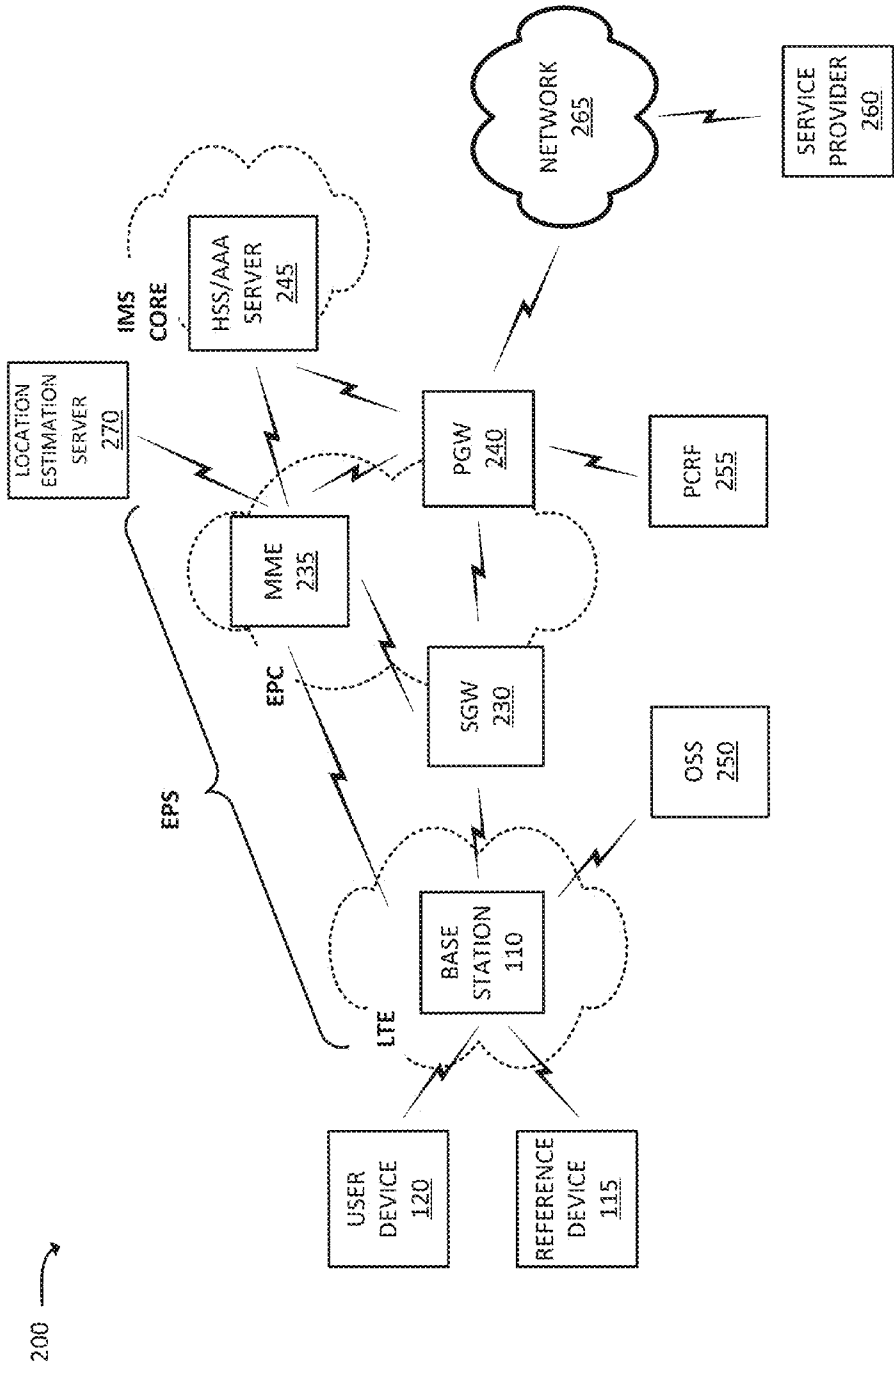 200
EPS
LOCATION
ESTIMATION
SERVER
270
IMS
CORE
HSS/AAA
SERVER
245
EPC
MME
235
LTE
USER
DEVICE
120
REFERENCE
DEVICE
115
BASE
STATION
110
SGW
230
PGW
240
NETWORK
265
OSS
250
PCRF
255
SERVICE
PROVIDER
260